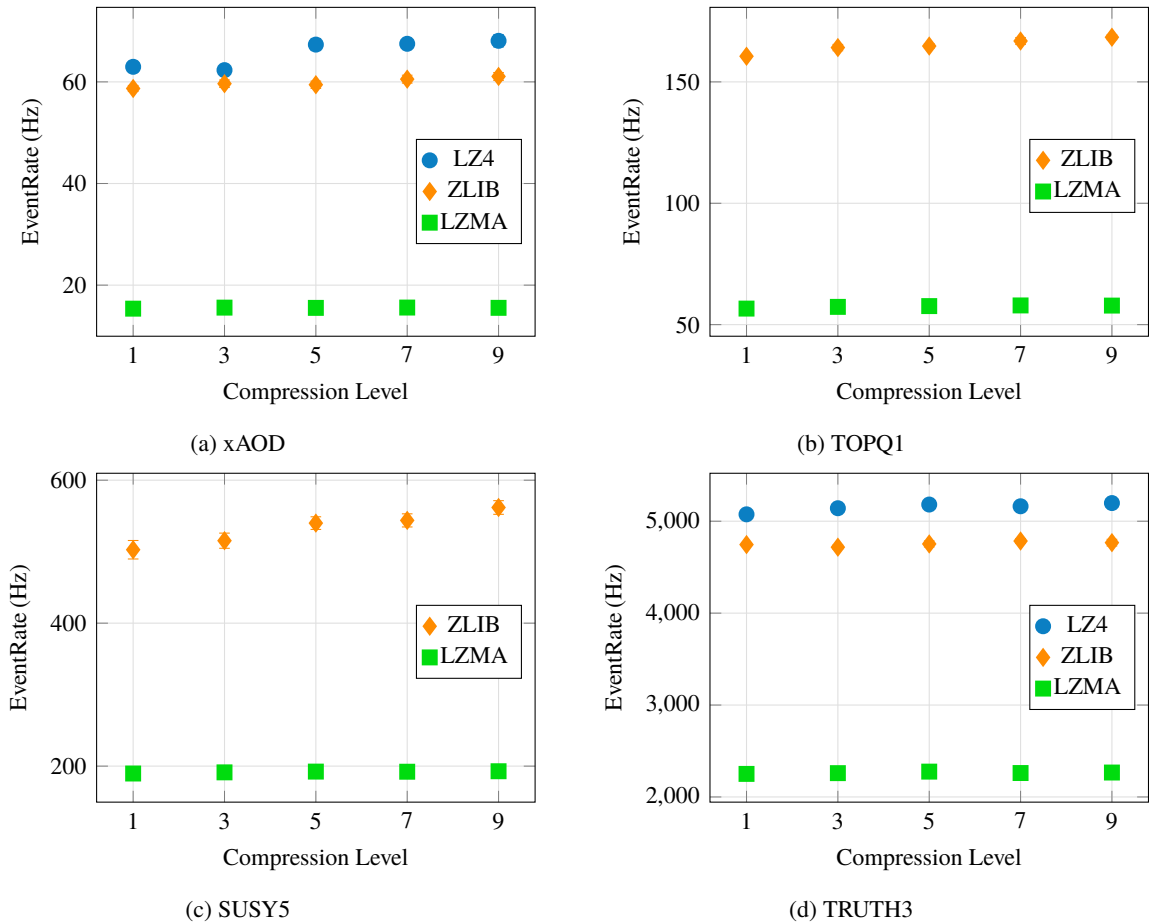 60
40
20
EventRate (Hz)
LZ4
ZLIB
LZMA
1 3 5 7 9
Compression Level
(a) xAOD
150
100
50
EventRate (Hz)
ZLIB
LZMA
1 3 5 7 9
Compression Level
(b) TOPQ1
600
400
200
EventRate (Hz)
ZLIB
LZMA
1 3 5 7 9
Compression Level
(c) SUSY5
5,000
4,000
3,000
2,000
EventRate (Hz)
LZ4
ZLIB
LZMA
1 3 5 7 9
Compression Level
(d) TRUTH3